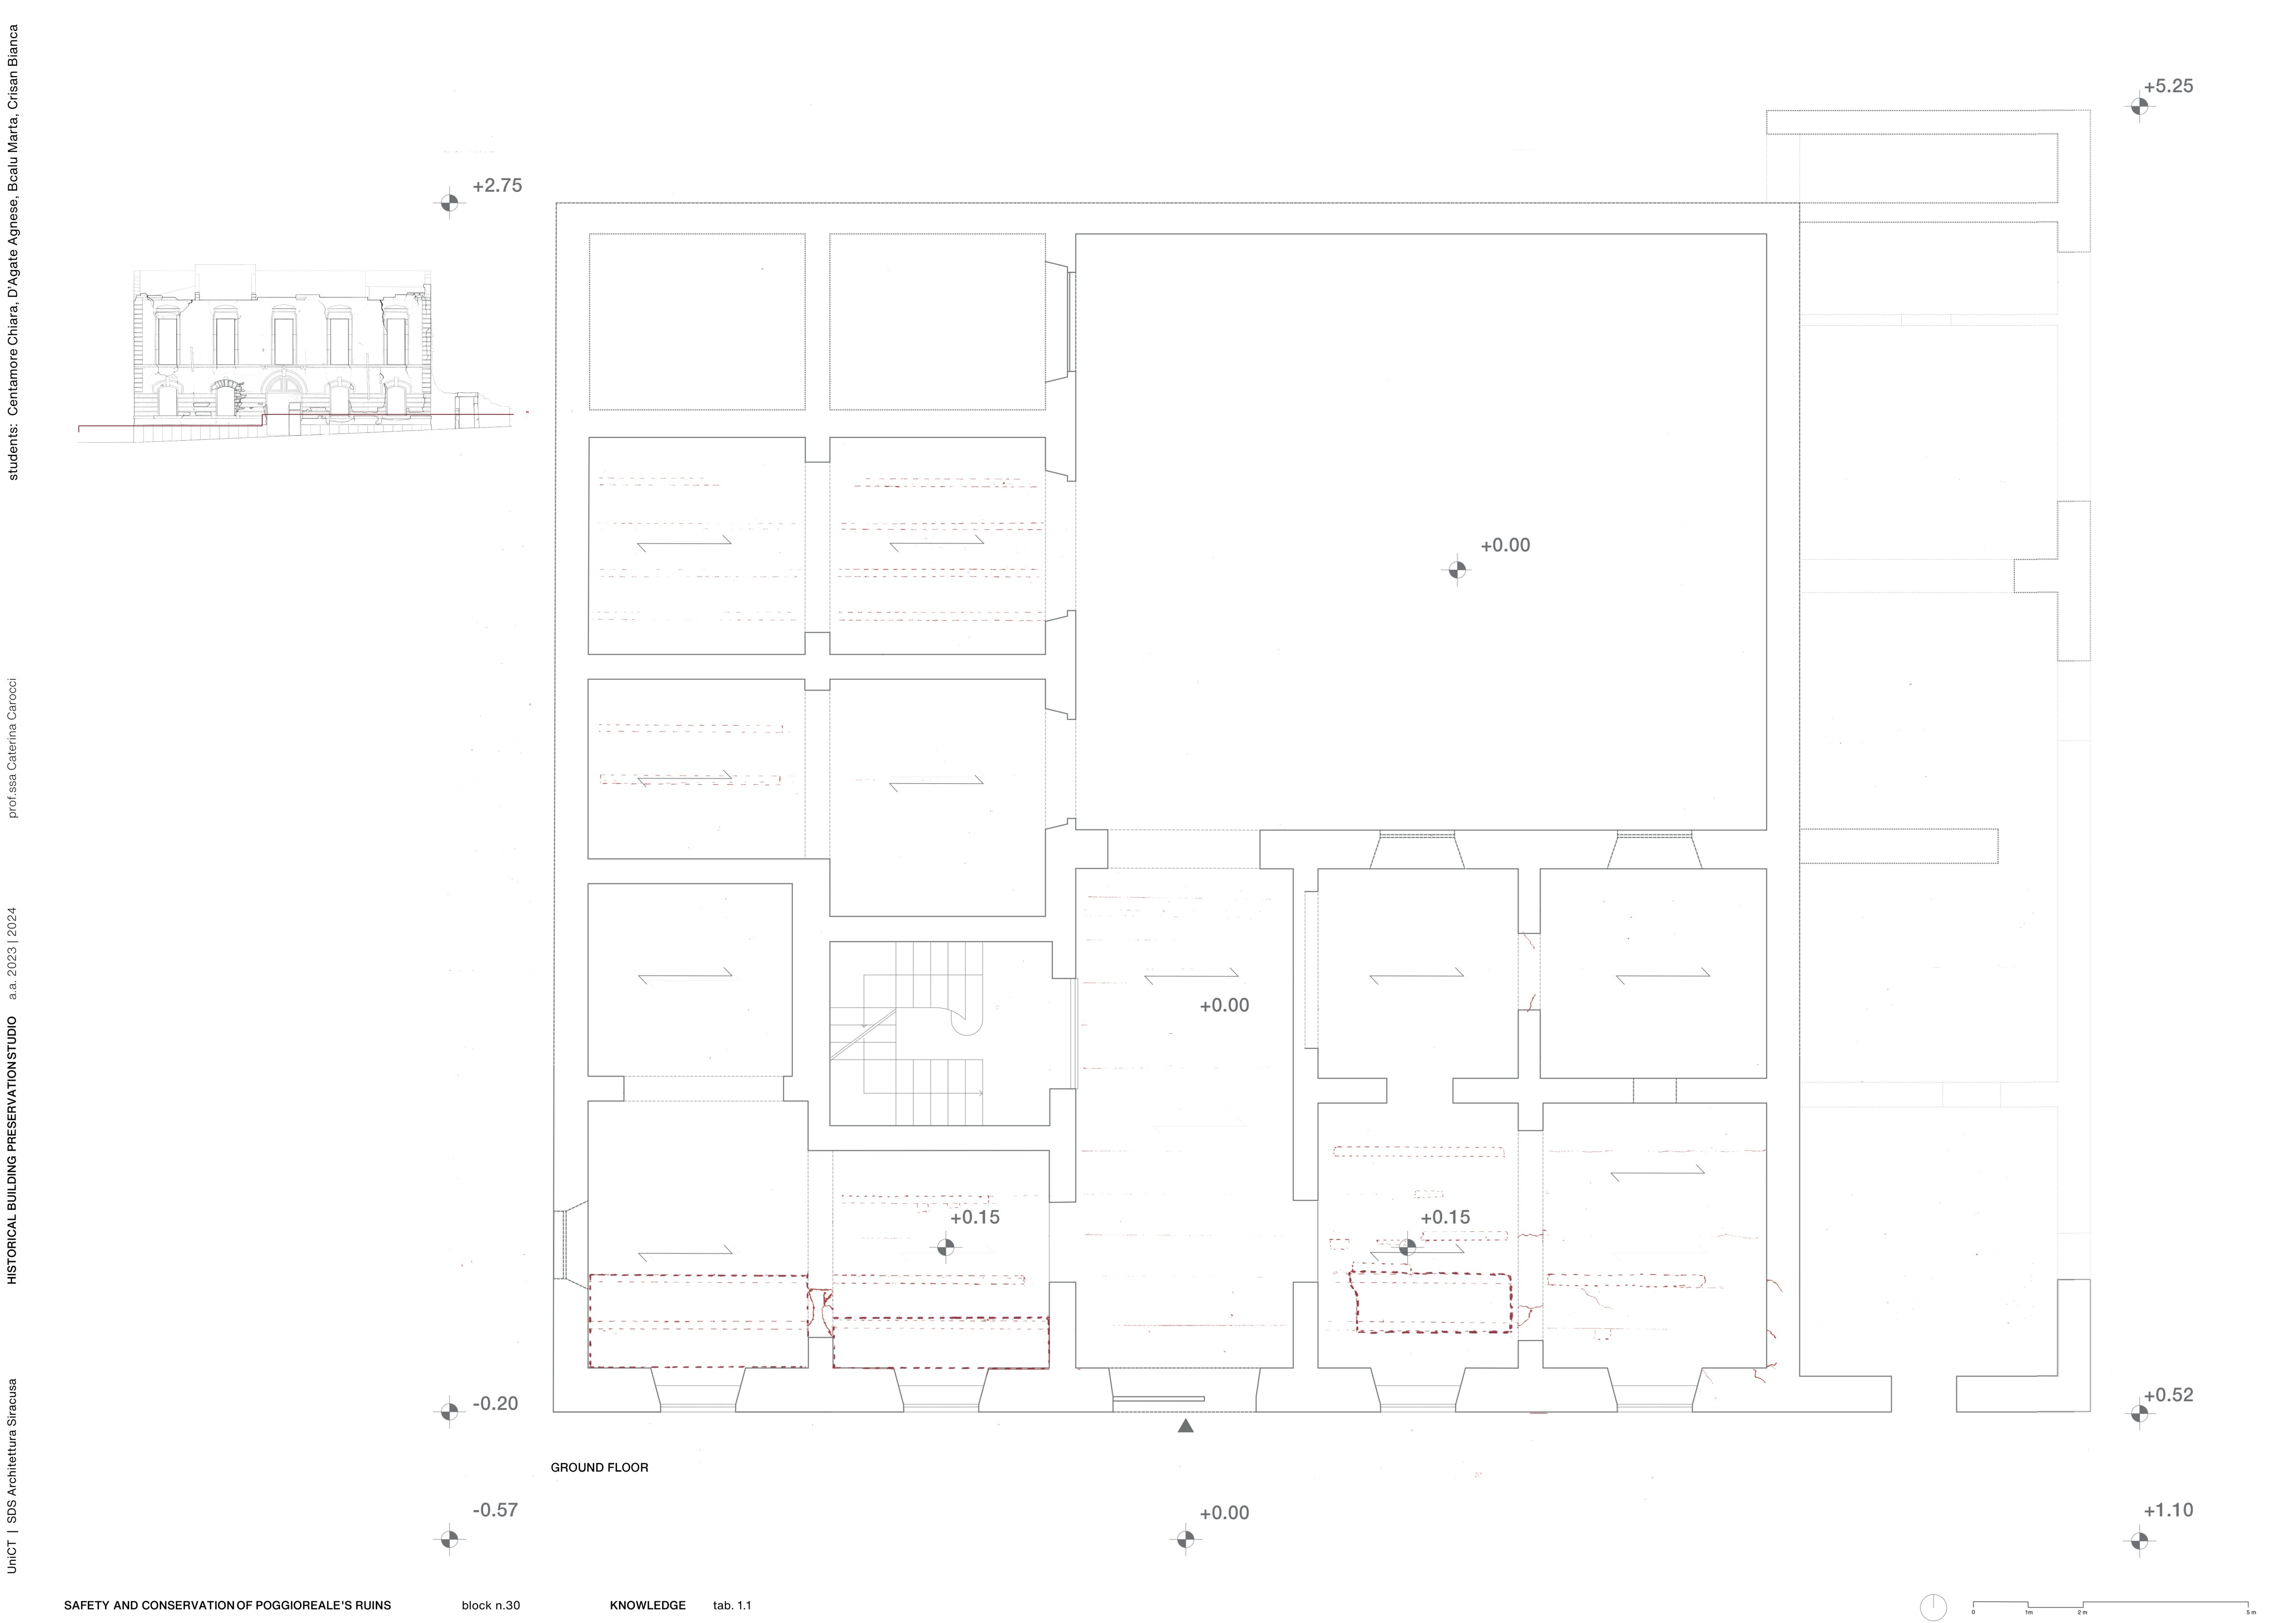 students: Centamore Chiara, D'Agate Agnese, Bcalu Marta, Crisan Bianca
prof.ssa Caterina Carocci
a.a. 2023 | 2024
HISTORICAL BUILDING PRESERVATION STUDIO
UniCT | SDS Architettura Siracusa
+5.25
+2.75
+0.00
+0.00
+0.15
+0.15
-0.20
+0.52
GROUND FLOOR
-0.57
+0.00
+1.10
SAFETY AND CONSERVATION OF POGGIOREALE'S RUINS
block n.30
KNOWLEDGE
tab. 1.1
0 1m 2 m 5 m